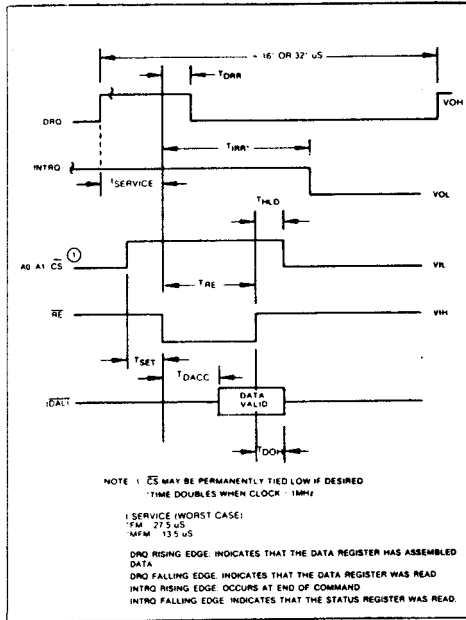 ≈ 16* OR 32* uS
TDRR
VOH
DRQ
TIRR*
INTRQ
tSERVICE
VOL
THLD
A0 A1 CS ①
VIL
TRE
RE
VIH
TSET
TDACC
(DAL)
DATA
VALID
TDOH
NOTE 1 CS MAY BE PERMANENTLY TIED LOW IF DESIRED
*TIME DOUBLES WHEN CLOCK 1MHz
SERVICE (WORST CASE)
*FM 27.5 uS
*MFM 13.5 uS
DRQ RISING EDGE: INDICATES THAT THE DATA REGISTER HAS ASSEMBLED
DATA
DRQ FALLING EDGE: INDICATES THAT THE DATA REGISTER WAS READ
INTRQ RISING EDGE: OCCURS AT END OF COMMAND
INTRQ FALLING EDGE INDICATES THAT THE STATUS REGISTER WAS READ.